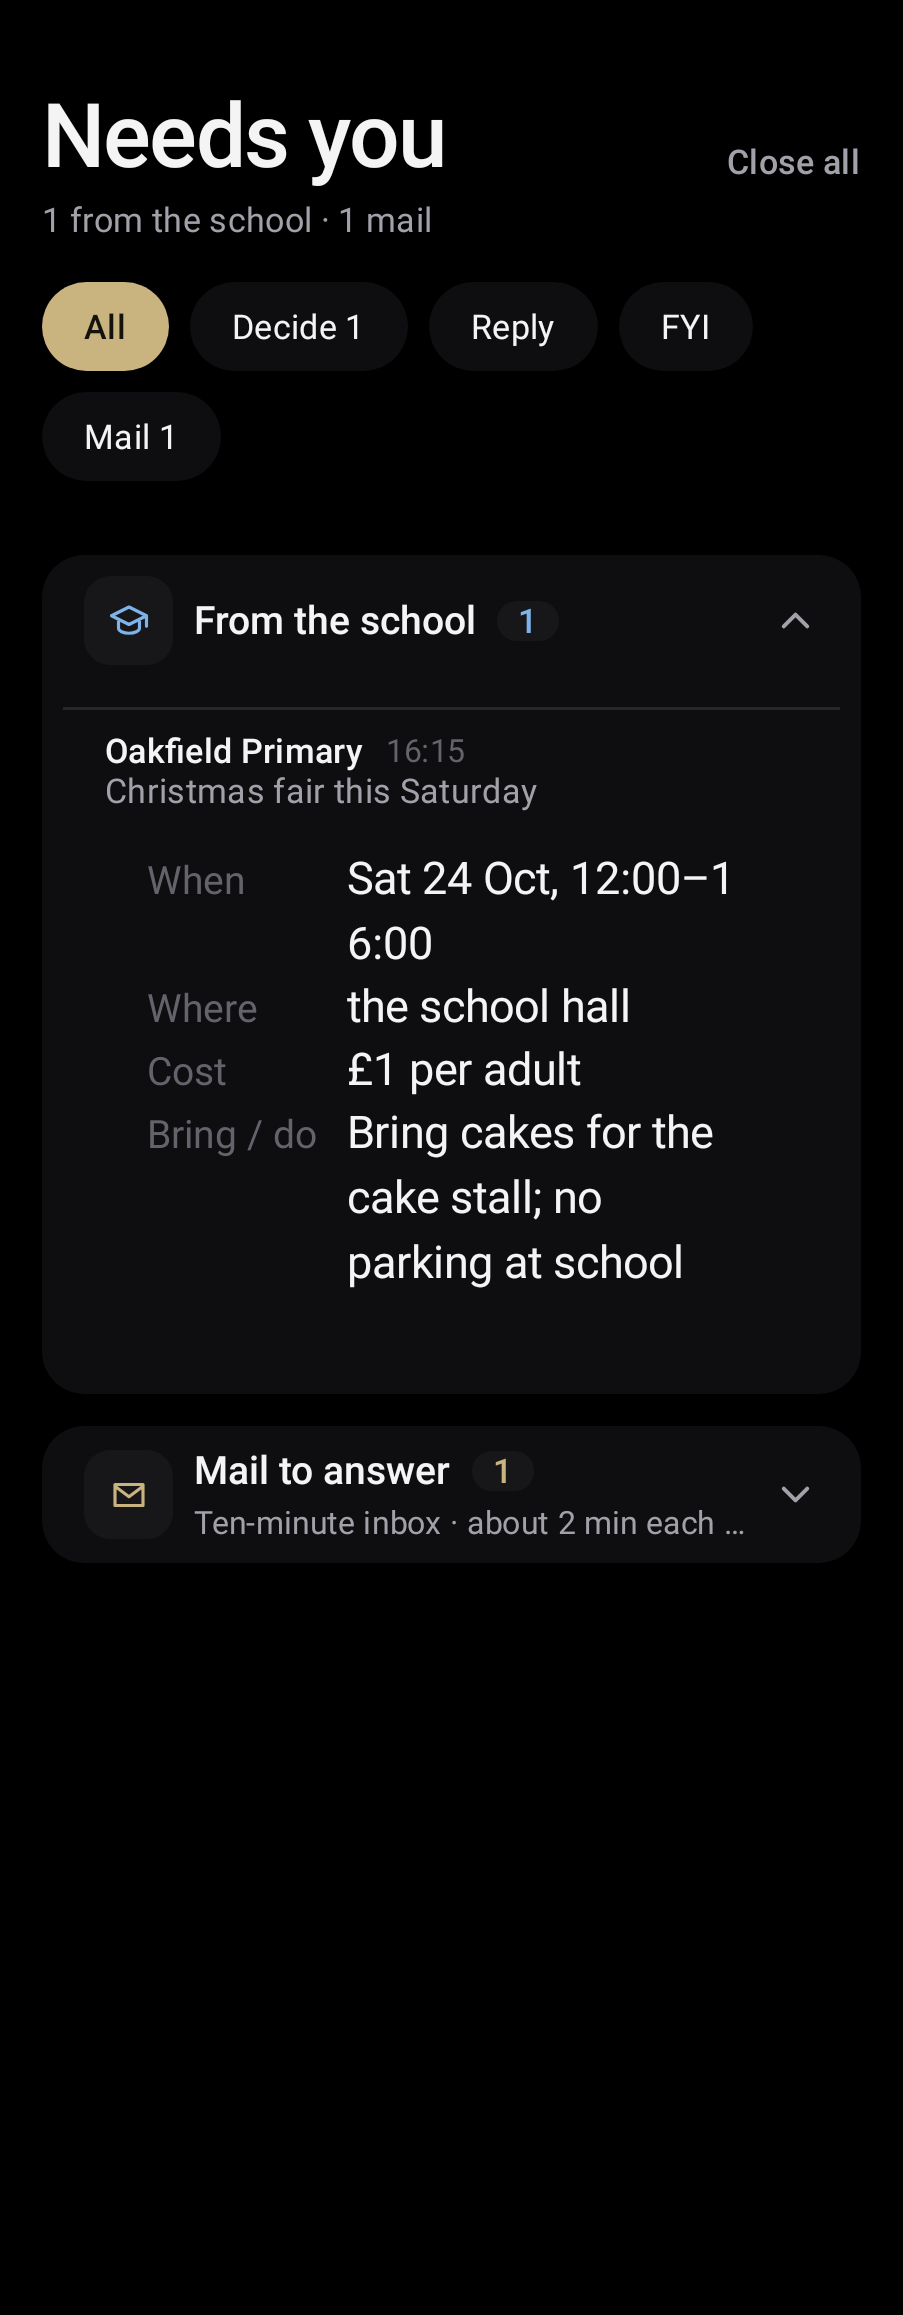 Needs you
Close all
1 from the school · 1 mail
All
Decide 1
Reply
FYI
Mail 1
From the school 1
Oakfield Primary 16:15
Christmas fair this Saturday
When Sat 24 Oct, 12:00–1
6:00
Where the school hall
Cost £1 per adult
Bring / do Bring cakes for the
cake stall; no
parking at school
Mail to answer 1
Ten-minute inbox · about 2 min each ...